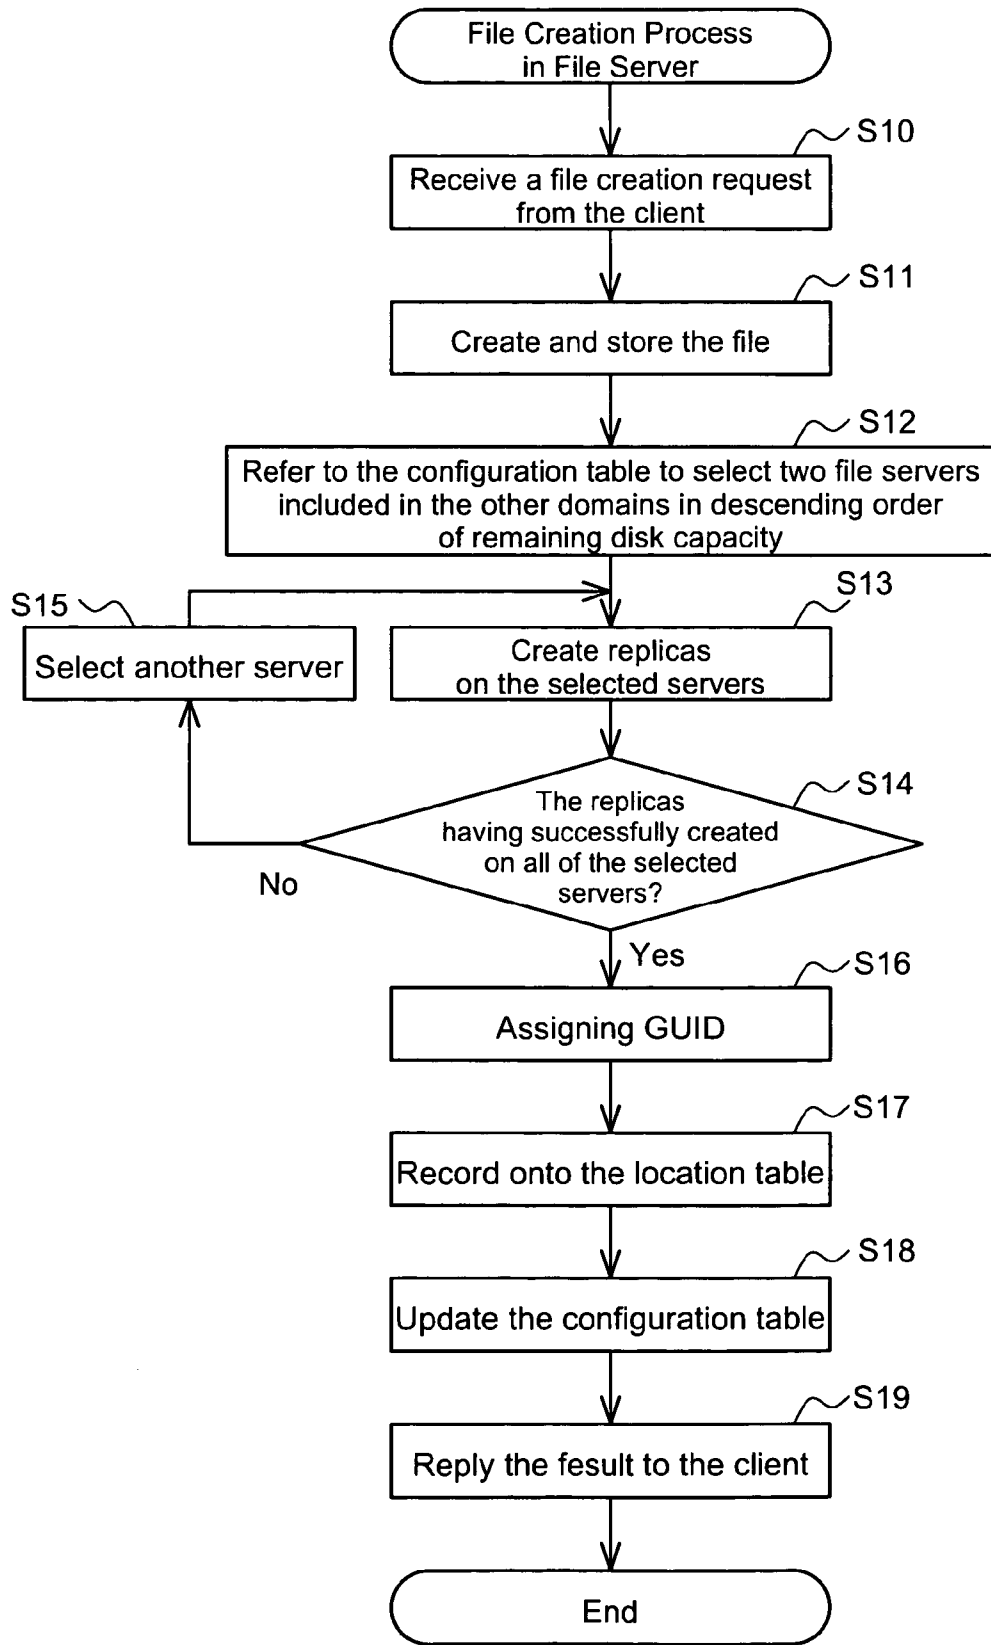 File Creation Process
in File Server
S10
Receive a file creation request
from the client
S11
Create and store the file
S12
Refer to the configuration table to select two file servers
included in the other domains in descending order
of remaining disk capacity
S15
Select another server
S13
Create replicas
on the selected servers
S14
The replicas
having successfully created
on all of the selected
servers?
No
Yes
S16
Assigning GUID
S17
Record onto the location table
S18
Update the configuration table
S19
Reply the fesult to the client
End